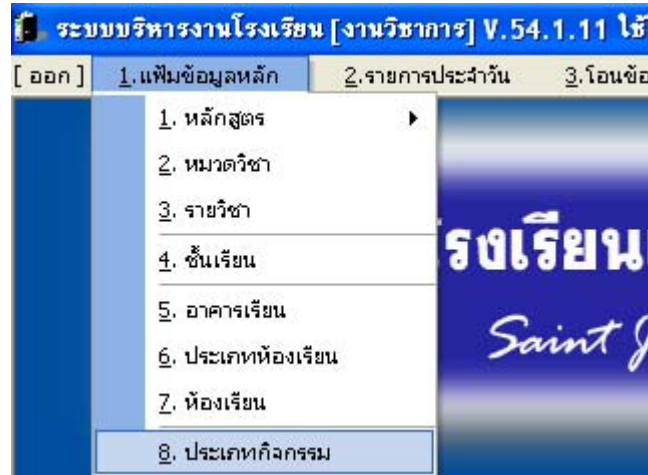 ระบบบริหารงานโรงเรียน [งานวิชาการ] V.54.1.11 ใช้
[ ออก ] 1.แฟ้มข้อมูลหลัก 2.รายการประจำวัน 3.โอนข้อ
1. หลักสูตร
2. หมวดวิชา
3. รายวิชา
4. ชั้นเรียน
5. อาคารเรียน
6. ประเภทห้องเรียน
7. ห้องเรียน
8. ประเภทกิจกรรม
รงเรียน
Saint J